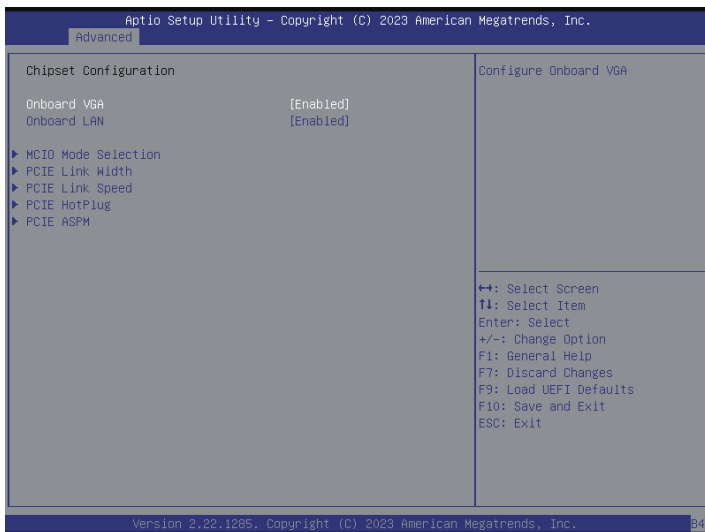 Aptio Setup Utility – Copyright (C) 2023 American Megatrends, Inc.
Advanced
Chipset Configuration
Onboard VGA [Enabled]
Onboard LAN [Enabled]
MCIO Mode Selection
PCIE Link Width
PCIE Link Speed
PCIE HotPlug
PCIE ASPM
Configure Onboard VGA
↔: Select Screen
↑↓: Select Item
Enter: Select
+/-: Change Option
F1: General Help
F7: Discard Changes
F9: Load UEFI Defaults
F10: Save and Exit
ESC: Exit
Version 2.22.1285. Copyright (C) 2023 American Megatrends, Inc.
B4